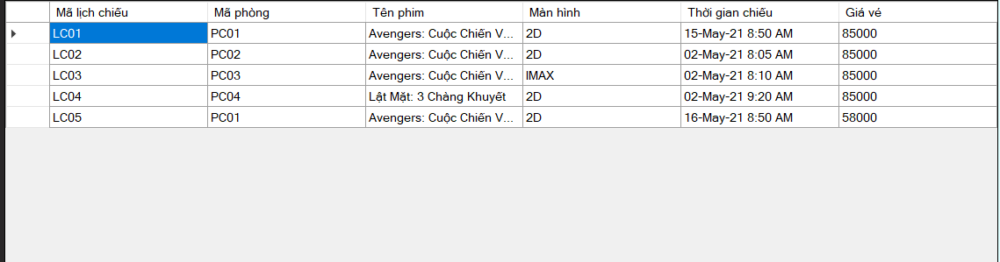 Mã lịch chiếu Mã phòng Tên phim Màn hình Thời gian chiếu Giá vé
LC01 PC01 Avengers: Cuộc Chiến V... 2D 15-May-21 8:50 AM 85000
LC02 PC02 Avengers: Cuộc Chiến V... 2D 02-May-21 8:05 AM 85000
LC03 PC03 Avengers: Cuộc Chiến V... IMAX 02-May-21 8:10 AM 85000
LC04 PC04 Lật Mặt: 3 Chàng Khuyết 2D 02-May-21 9:20 AM 85000
LC05 PC01 Avengers: Cuộc Chiến V... 2D 16-May-21 8:50 AM 58000